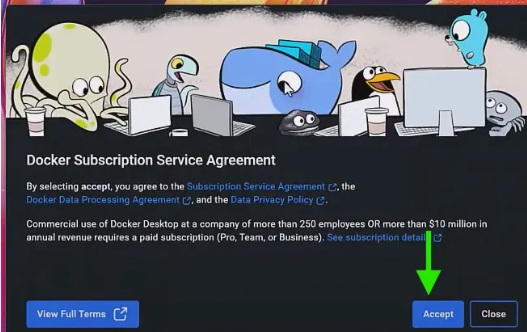 Docker Subscription Service Agreement
By selecting accept, you agree to the Subscription Service Agreement, the
Docker Data Processing Agreement, and the Data Privacy Policy.
Commercial use of Docker Desktop at a company of more than 250 employees OR more than $10 million in
annual revenue requires a paid subscription (Pro, Team, or Business). See subscription details
View Full Terms
Accept
Close